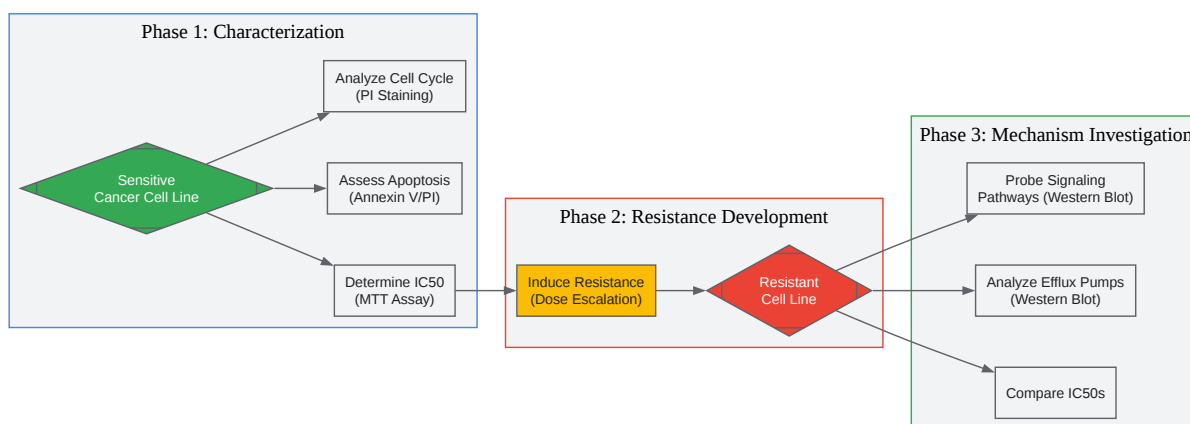 Phase 1: Characterization
Analyze Cell Cycle
(PI Staining)
Sensitive
Cancer Cell Line
Assess Apoptosis
(Annexin V/PI)
Determine IC50
(MTT Assay)
Phase 2: Resistance Development
Induce Resistance
(Dose Escalation)
Resistant
Cell Line
Phase 3: Mechanism Investigation
Probe Signaling
Pathways (Western Blot)
Analyze Efflux Pumps
(Western Blot)
Compare IC50s